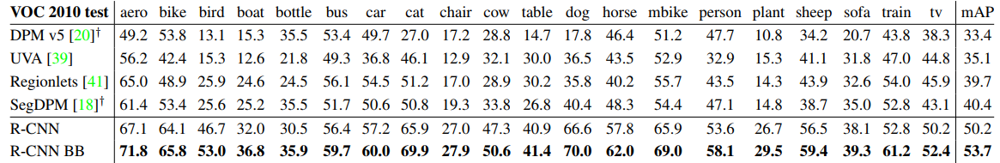 VOC 2010 test aero bike bird boat bottle bus car cat chair cow table dog horse mbike person plant sheep sofa train tv mAP
DPM v5 [20]† 49.2 53.8 13.1 15.3 35.5 53.4 49.7 27.0 17.2 28.8 14.7 17.8 46.4 51.2 47.7 10.8 34.2 20.7 43.8 38.3 33.4
UVA [39] 56.2 42.4 15.3 12.6 21.8 49.3 36.8 46.1 12.9 32.1 30.0 36.5 43.5 52.9 32.9 15.3 41.1 31.8 47.0 44.8 35.1
Regionlets [41] 65.0 48.9 25.9 24.6 24.5 56.1 54.5 51.2 17.0 28.9 30.2 35.8 40.2 55.7 43.5 14.3 43.9 32.6 54.0 45.9 39.7
SegDPM [18]† 61.4 53.4 25.6 25.2 35.5 51.7 50.6 50.8 19.3 33.8 26.8 40.4 48.3 54.4 47.1 14.8 38.7 35.0 52.8 43.1 40.4
R-CNN 67.1 64.1 46.7 32.0 30.5 56.4 57.2 65.9 27.0 47.3 40.9 66.6 57.8 65.9 53.6 26.7 56.5 38.1 52.8 50.2 50.2
R-CNN BB 71.8 65.8 53.0 36.8 35.9 59.7 60.0 69.9 27.9 50.6 41.4 70.0 62.0 69.0 58.1 29.5 59.4 39.3 61.2 52.4 53.7